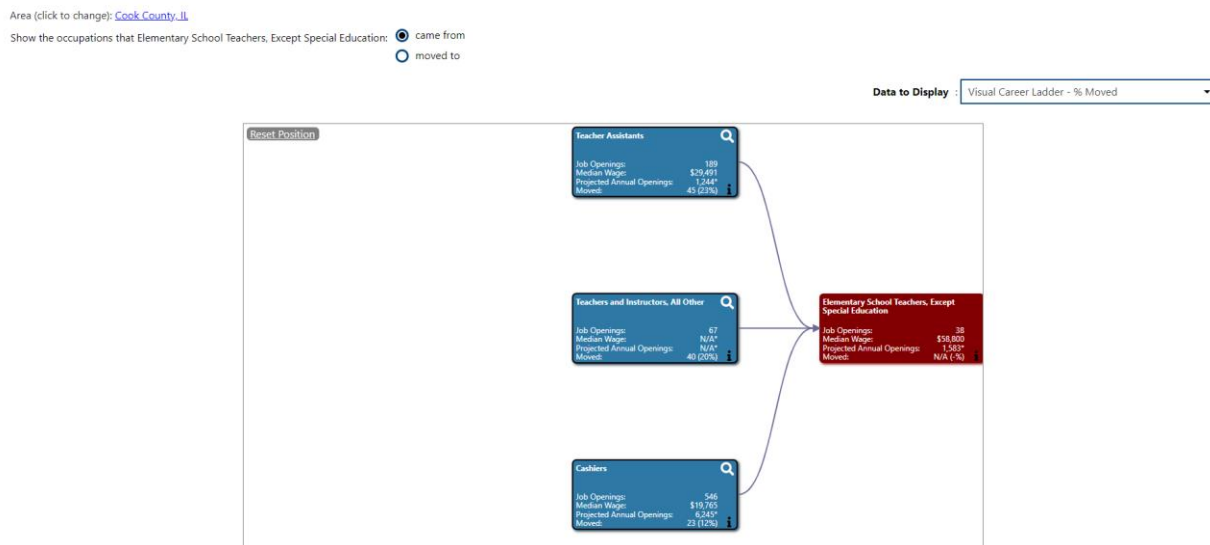 Area (click to change): Cook County, IL
Show the occupations that Elementary School Teachers, Except Special Education:
came from
moved to
Data to Display : Visual Career Ladder - % Moved
Reset Position
Teacher Assistants
Job Openings: 189
Median Wage: $29,491
Projected Annual Openings: 1,244*
Moved: 45 (23%)
Teachers and Instructors, All Other
Job Openings: 67
Median Wage: N/A*
Projected Annual Openings: N/A*
Moved: 40 (20%)
Elementary School Teachers, Except
Special Education
Job Openings: 38
Median Wage: $58,800
Projected Annual Openings: 1,583*
Moved: N/A (-%)
Cashiers
Job Openings: 546
Median Wage: $19,765
Projected Annual Openings: 6,245*
Moved: 23 (12%)